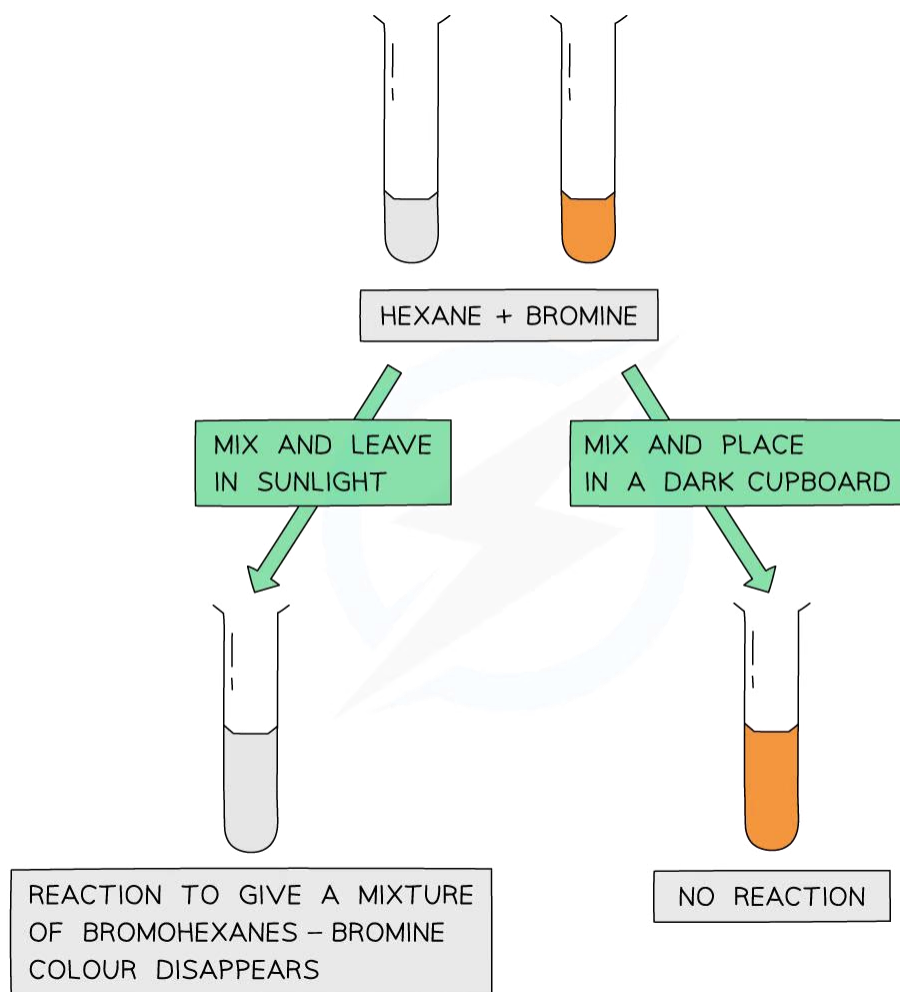 HEXANE + BROMINE
MIX AND LEAVE
IN SUNLIGHT
MIX AND PLACE
IN A DARK CUPBOARD
REACTION TO GIVE A MIXTURE
OF BROMOHEXANES – BROMINE
COLOUR DISAPPEARS
NO REACTION